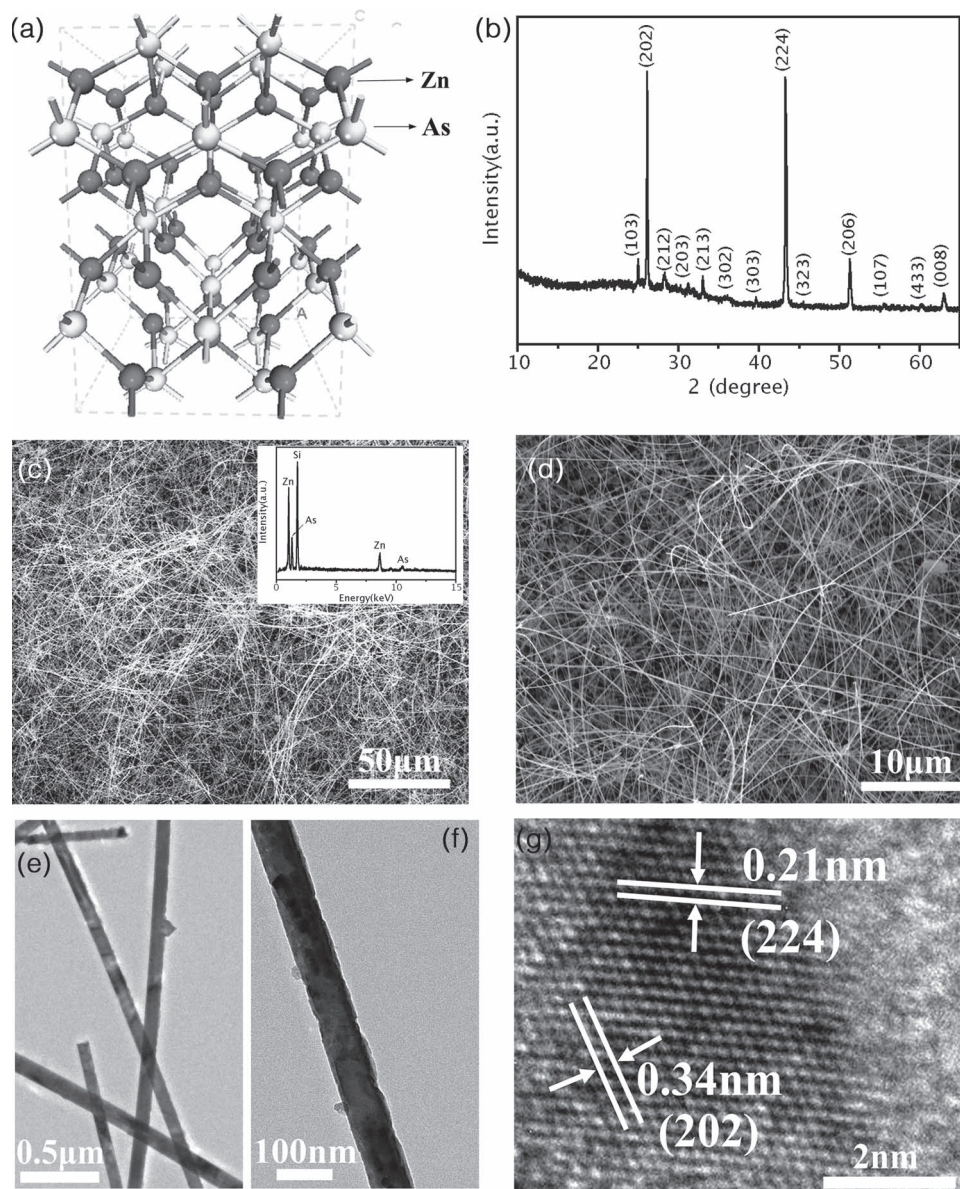 (a)
C
Zn
As
A
(b)
Intensity(a.u.)
(103)
(202)
(212)
(203)
(213)
(302)
(303)
(224)
(323)
(206)
(107)
(433)
(008)
10 20 30 40 50 60
2 (degree)
(c)
Intensity(a.u.)
Si
Zn
As
Zn
As
0 5 10 15
Energy(keV)
50μm
(d)
10μm
(e)
0.5μm
(f)
100nm
(g)
0.21nm
(224)
0.34nm
(202)
2nm